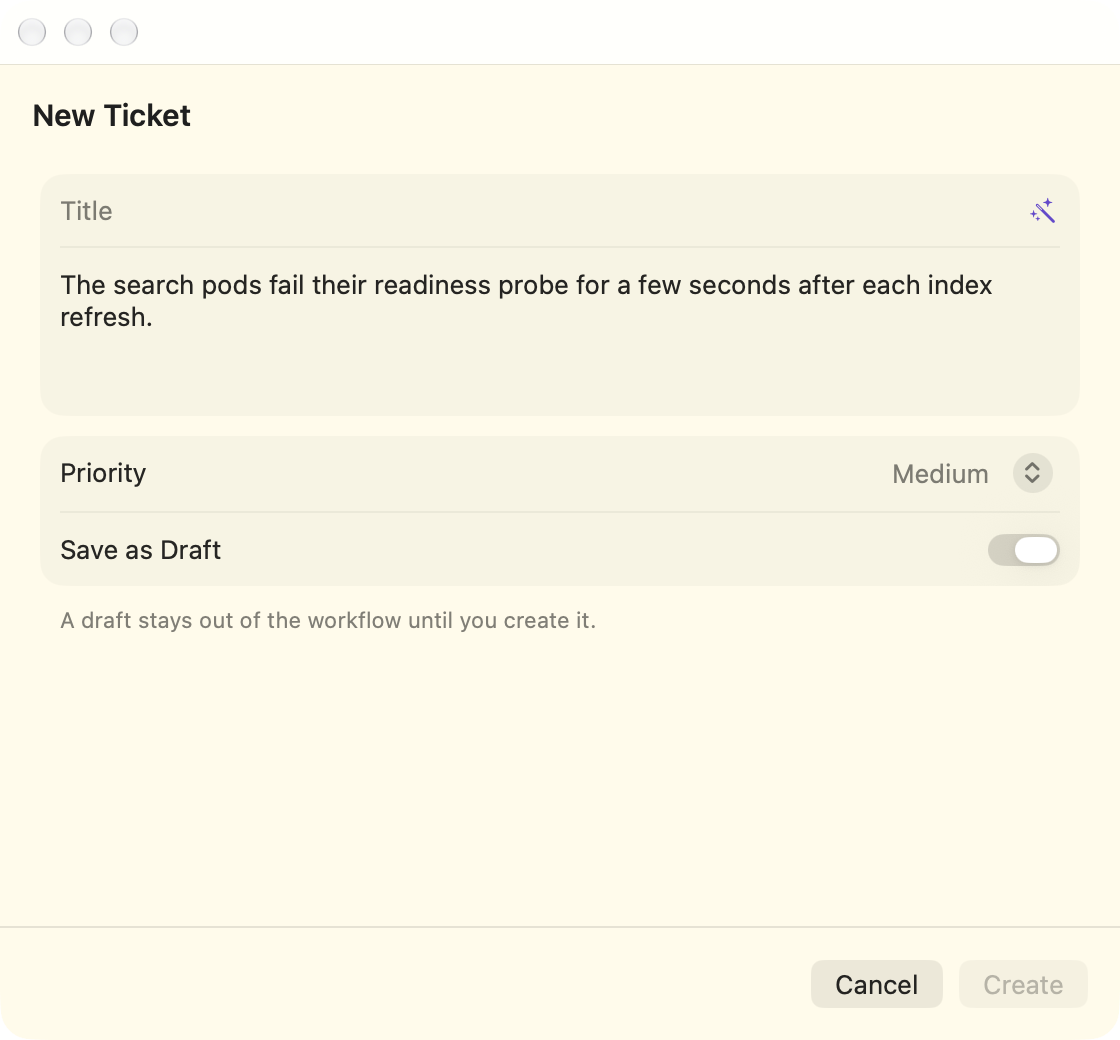 New Ticket
Title
The search pods fail their readiness probe for a few seconds after each index
refresh.
Priority
Medium
Save as Draft
A draft stays out of the workflow until you create it.
Cancel
Create